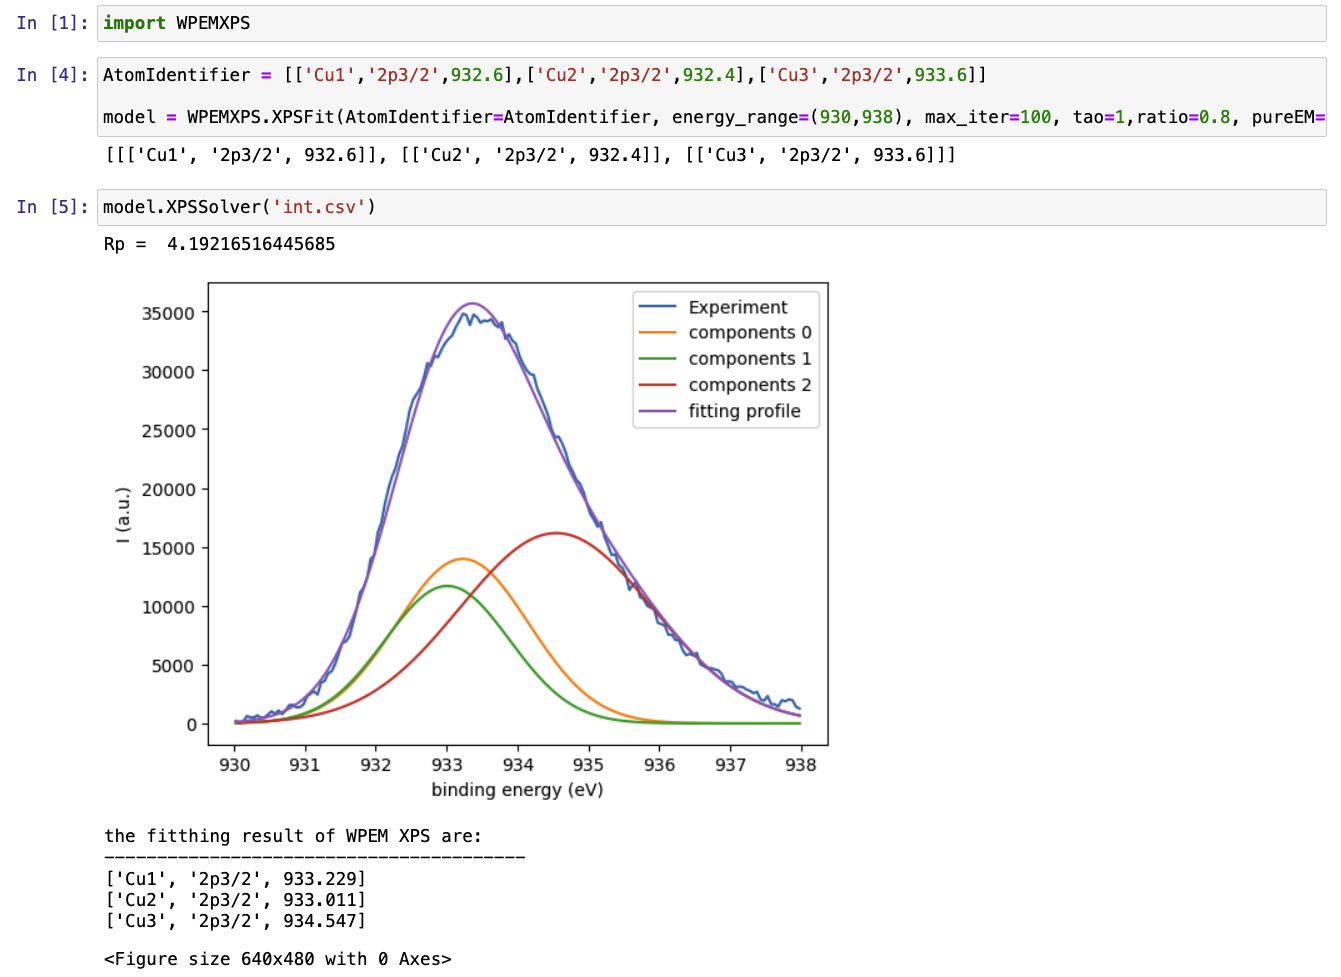 In [1]: import WPEMXPS
In [4]: AtomIdentifier = [['Cu1','2p3/2',932.6],['Cu2','2p3/2',932.4],['Cu3','2p3/2',933.6]]
model = WPEMXPS.XPSFit(AtomIdentifier=AtomIdentifier, energy_range=(930,938), max_iter=100, tao=1,ratio=0.8, pureEM=
[[['Cu1', '2p3/2', 932.6]], [['Cu2', '2p3/2', 932.4]], [['Cu3', '2p3/2', 933.6]]]
In [5]: model.XPSSolver('int.csv')
Rp =  4.19216516445685
Experiment
components 0
components 1
components 2
fitting profile
35000
30000
25000
20000
15000
10000
5000
0
I (a.u.)
930 931 932 933 934 935 936 937 938
binding energy (eV)
the fitthing result of WPEM XPS are:
----------------------------------------
['Cu1', '2p3/2', 933.229]
['Cu2', '2p3/2', 933.011]
['Cu3', '2p3/2', 934.547]
<Figure size 640x480 with 0 Axes>